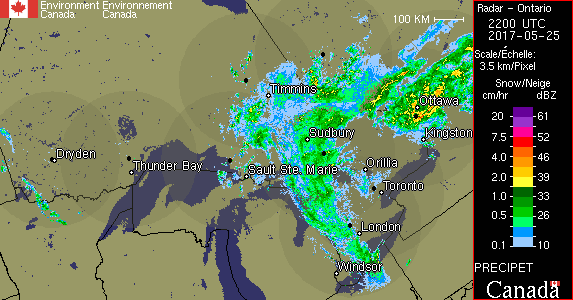 Environment Environnement
Canada Canada
100 KM
Timmins
Ottawa
Sudbury
Kingston
Dryden
Thunder Bay
Sault Ste. Marie
Orillia
Toronto
London
Windsor
Radar - Ontario
2200 UTC
2017-05-25
Scale/Échelle:
3.5 km/Pixel
Snow/Neige
cm/hr dBZ
20 61
7.5 52
4.0 46
2.0 39
1.0 33
0.5 26
0.1 10
PRECIPET
Canada